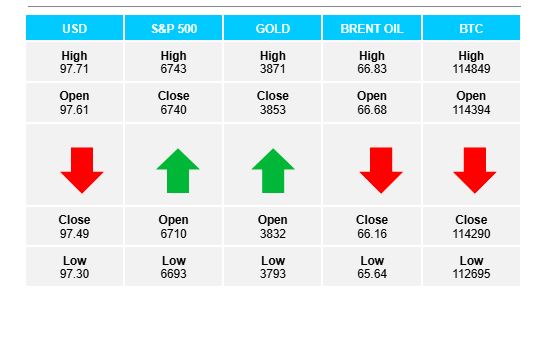 USD S&P 500 GOLD BRENT OIL BTC
High High High High High
97.71 6743 3871 66.83 114849
Open Close Close Open Open
97.61 6740 3853 66.68 114394
Close Open Open Close Close
97.49 6710 3832 66.16 114290
Low Low Low Low Low
97.30 6693 3793 65.64 112695